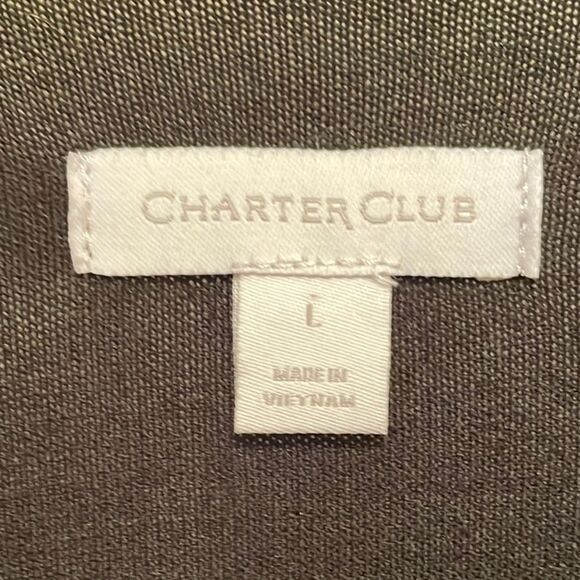 CHARTER CLUB
L
MADE IN
VIETNAM